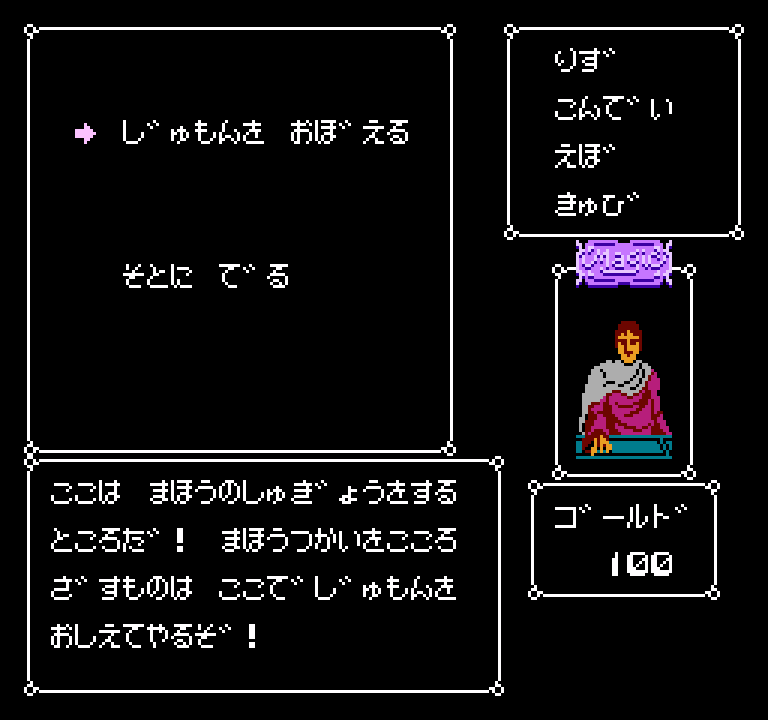 じゅもんを おぼえる
そとに でる
りず
こんでい
えぼ
きゅび
Magic
ここは まほうのしゅぎょうをする
ところだ! まほうつかいをこころ
ざすものは ここでじゅもんを
おしえてやるぞ!
ゴールド
100